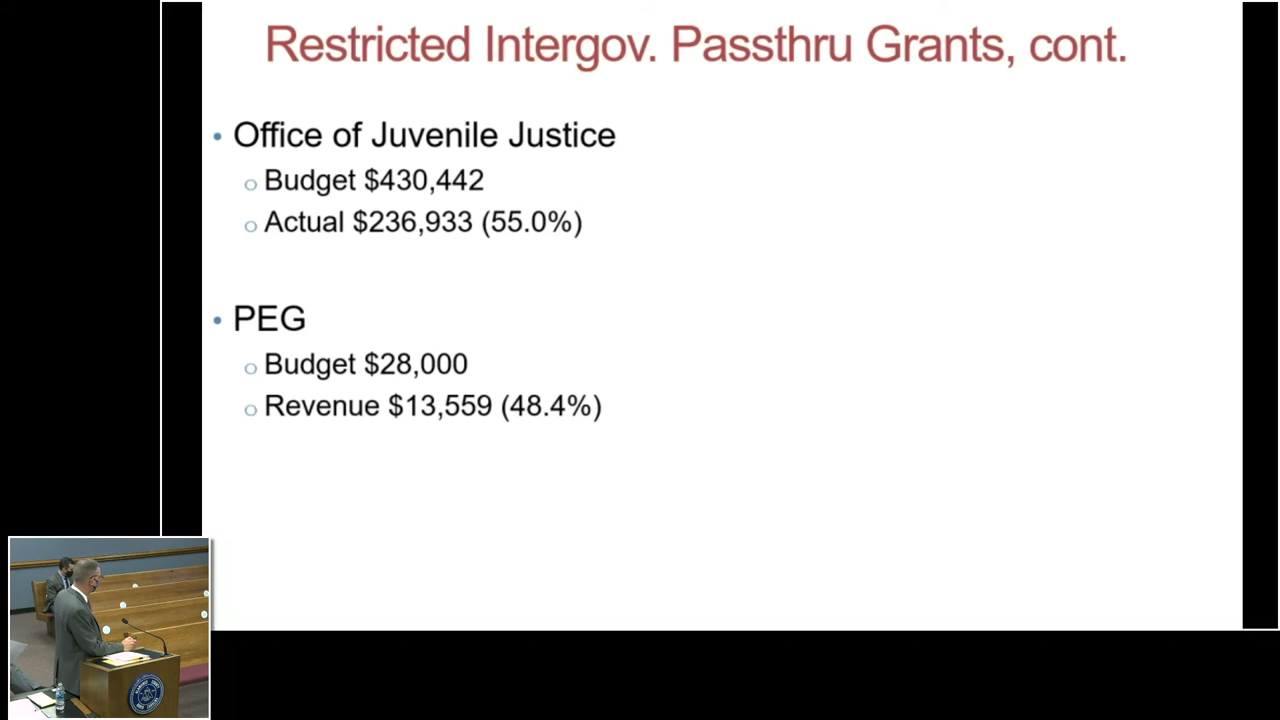 Restricted Intergov. Passthru Grants, cont.
• Office of Juvenile Justice
o Budget $430,442
o Actual $236,933 (55.0%)
• PEG
o Budget $28,000
o Revenue $13,559 (48.4%)